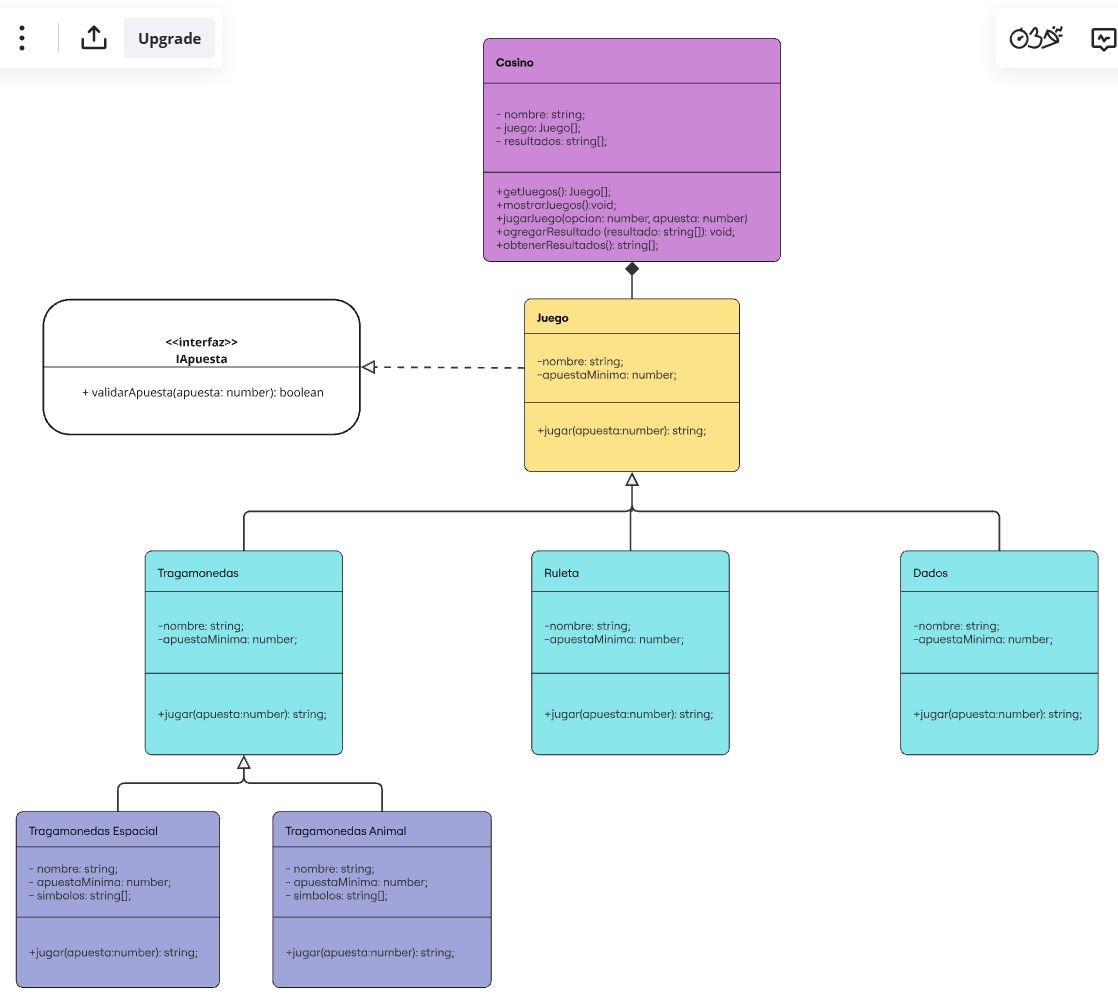 Upgrade
Casino
- nombre: string;
- juego: Juego[];
- resultados: string[];
+getJuegos(): Juego[];
+mostrarJuegos():void;
+jugarJuego(opcion: number, apuesta: number)
+agregarResultado (resultado: string[]): void;
+obtenerResultados(): string[];
<<interfaz>>
IApuesta
+ validarApuesta(apuesta: number): boolean
Juego
-nombre: string;
-apuestaMinima: number;
+jugar(apuesta:number): string;
Tragamonedas
-nombre: string;
-apuestaMinima: number;
+jugar(apuesta:number): string;
Ruleta
-nombre: string;
-apuestaMinima: number;
+jugar(apuesta:number): string;
Dados
-nombre: string;
-apuestaMinima: number;
+jugar(apuesta:number): string;
Tragamonedas Espacial
- nombre: string;
- apuestaMinima: number;
- simbolos: string[];
+jugar(apuesta:number): string;
Tragamonedas Animal
- nombre: string;
- apuestaMinima: number;
- simbolos: string[];
+jugar(apuesta:number): string;